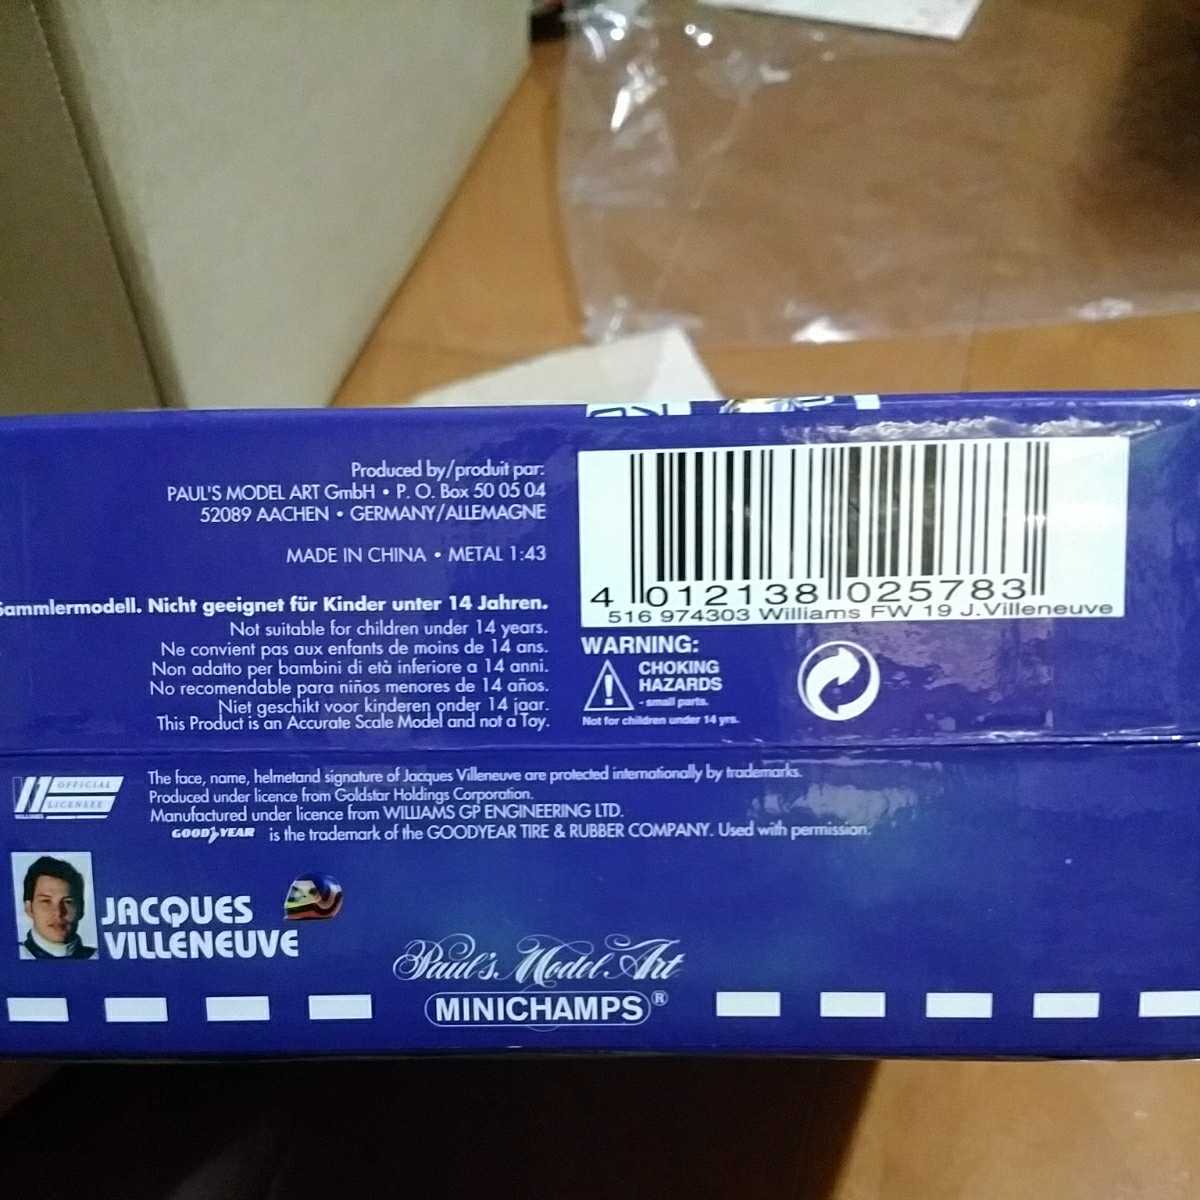 Produced by/produit par:
PAUL'S MODEL ART GmbH • P. O. Box 50 05 04
52089 AACHEN • GERMANY/ALLEMAGNE
MADE IN CHINA • METAL 1:43
Sammlermodell. Nicht geeignet für Kinder unter 14 Jahren.
Not suitable for children under 14 years.
Ne convient pas aux enfants de moins de 14 ans.
Non adatto per bambini di età inferiore a 14 anni.
No recomendable para niños menores de 14 años.
Niet geschikt voor kinderen onder 14 jaar.
This Product is an Accurate Scale Model and not a Toy.
4 012138 025783
516 974303 Williams FW 19 J.Villeneuve
WARNING:
CHOKING
HAZARDS
- small parts.
Not for children under 14 yrs.
OFFICIAL
LICENSEE
WILLIAMS
The face, name, helmetand signature of Jacques Villeneuve are protected internationally by trademarks.
Produced under licence from Goldstar Holdings Corporation.
Manufactured under licence from WILLIAMS GP ENGINEERING LTD.
GOODYEAR is the trademark of the GOODYEAR TIRE & RUBBER COMPANY. Used with permission.
JACQUES
VILLENEUVE
Paul's Model Art
MINICHAMPS®